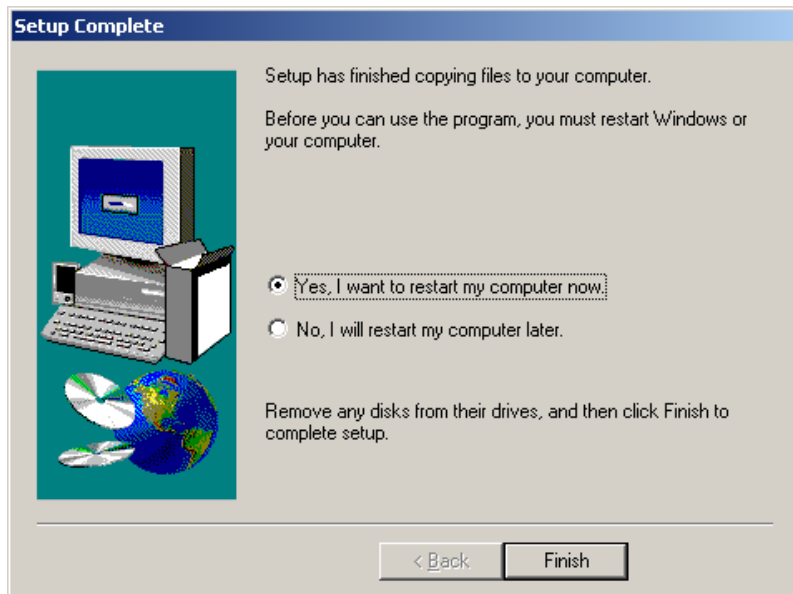 Setup Complete
Setup has finished copying files to your computer.
Before you can use the program, you must restart Windows or
your computer.
Yes, I want to restart my computer now.
No, I will restart my computer later.
Remove any disks from their drives, and then click Finish to
complete setup.
< Back
Finish